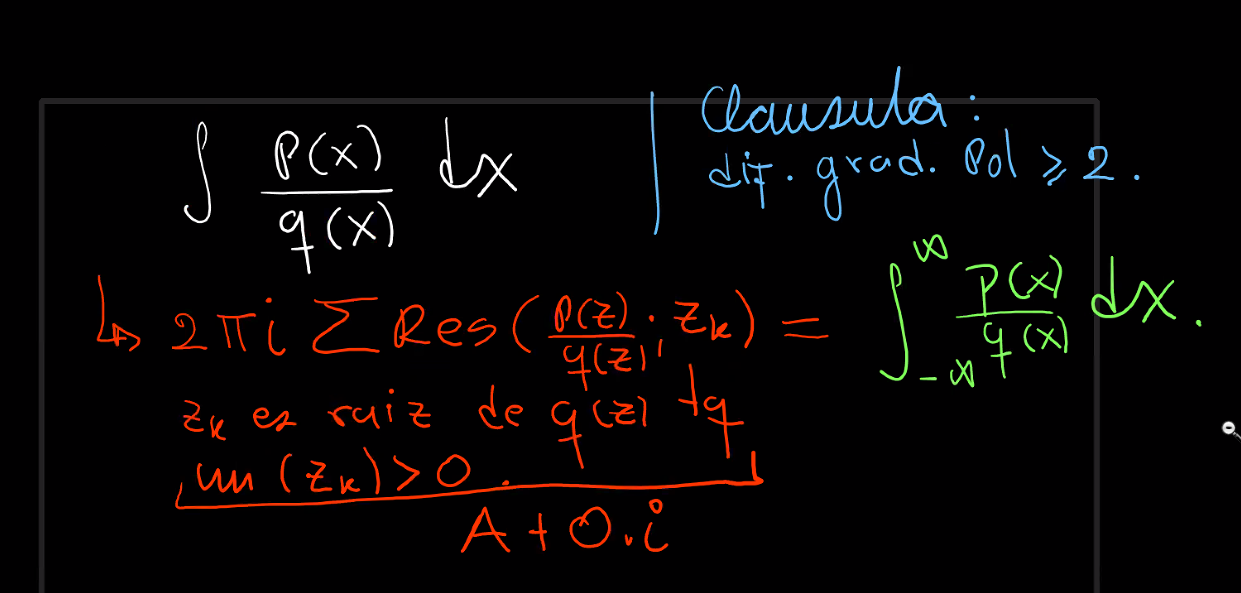 ∫ P(x)/q(x) dx
Clausula:
dif. grad. Pol ≥ 2.
∫_{-∞}^{∞} P(x)/q(x) dx.
↳ 2πi ∑ Res(P(z)/q(z); z_k) =
z_k es raiz de q(z) tq
im(z_k) > 0.
A + 0.i